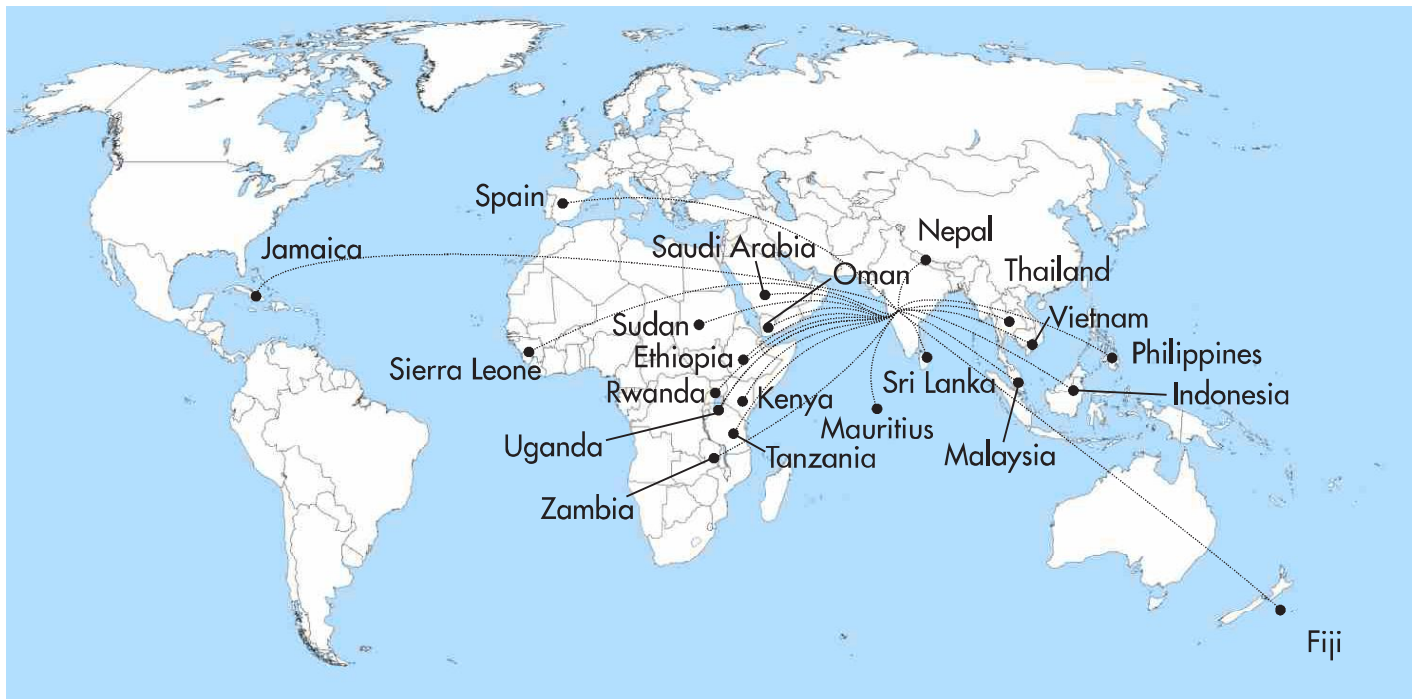 Spain
Jamaica
Saudi Arabia
Nepal
Oman
Thailand
Sudan
Vietnam
Ethiopia
Philippines
Sierra Leone
Rwanda
Kenya
Sri Lanka
Indonesia
Uganda
Mauritius
Tanzania
Malaysia
Zambia
Fiji